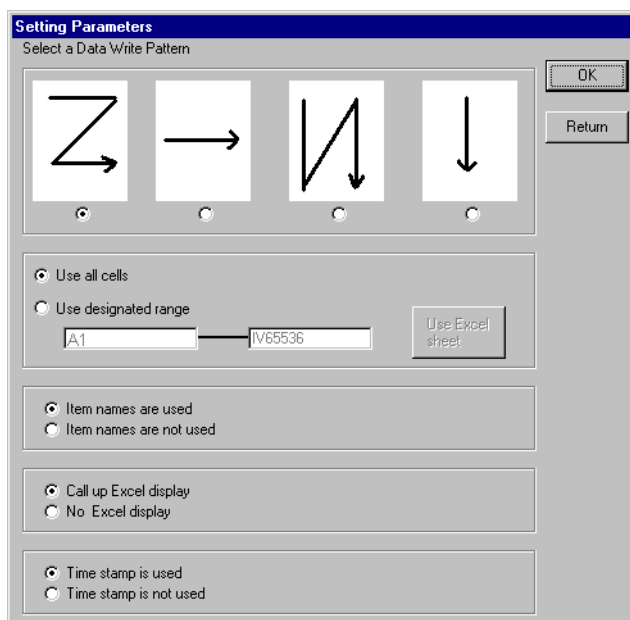 Setting Parameters
Select a Data Write Pattern
OK
Return
Use all cells
Use designated range
A1
IV65536
Use Excel
sheet
Item names are used
Item names are not used
Call up Excel display
No Excel display
Time stamp is used
Time stamp is not used